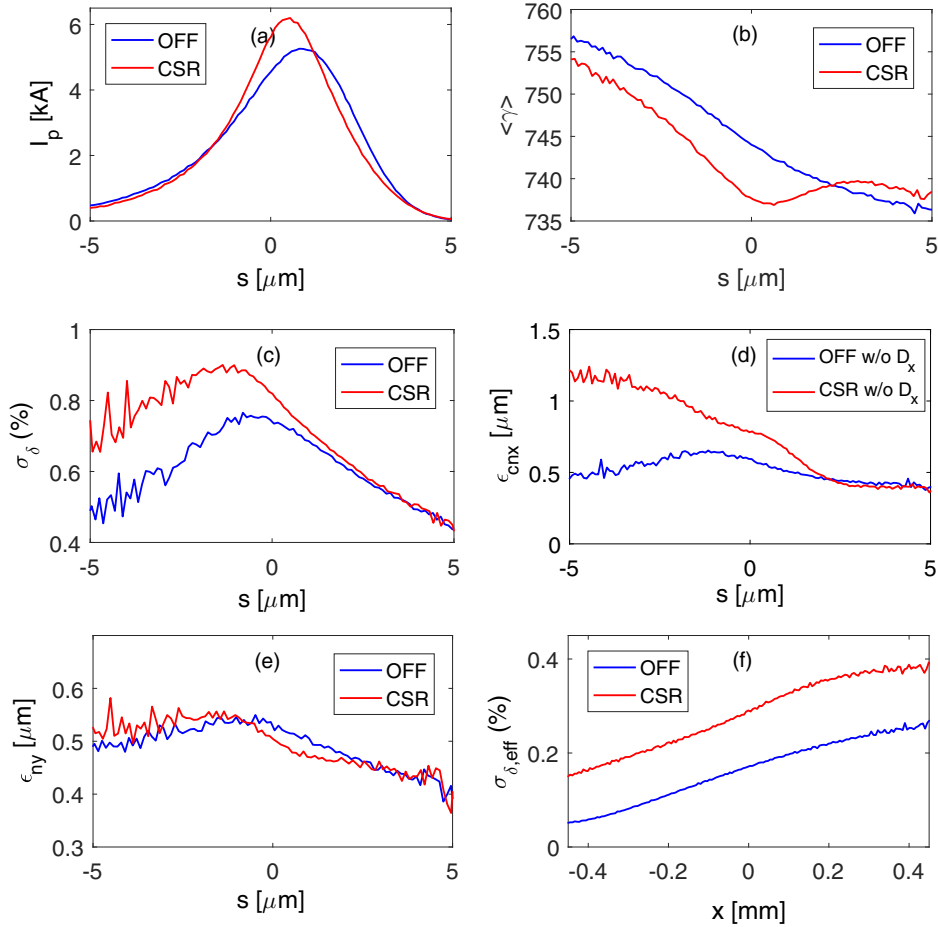 (a)
OFF
CSR
I_p [kA]
6
4
2
0
-5
0
5
s [μm]
(b)
OFF
CSR
<γ>
760
755
750
745
740
735
-5
0
5
s [μm]
(c)
OFF
CSR
σ_δ (%)
1
0.8
0.6
0.4
-5
0
5
s [μm]
(d)
OFF w/o D_x
CSR w/o D_x
ϵ_cnx [μm]
1.5
1
0.5
0
-5
0
5
s [μm]
(e)
OFF
CSR
ϵ_ny [μm]
0.6
0.5
0.4
0.3
-5
0
5
s [μm]
(f)
OFF
CSR
σ_δ,eff (%)
0.4
0.2
0
-0.4
-0.2
0
0.2
0.4
x [mm]